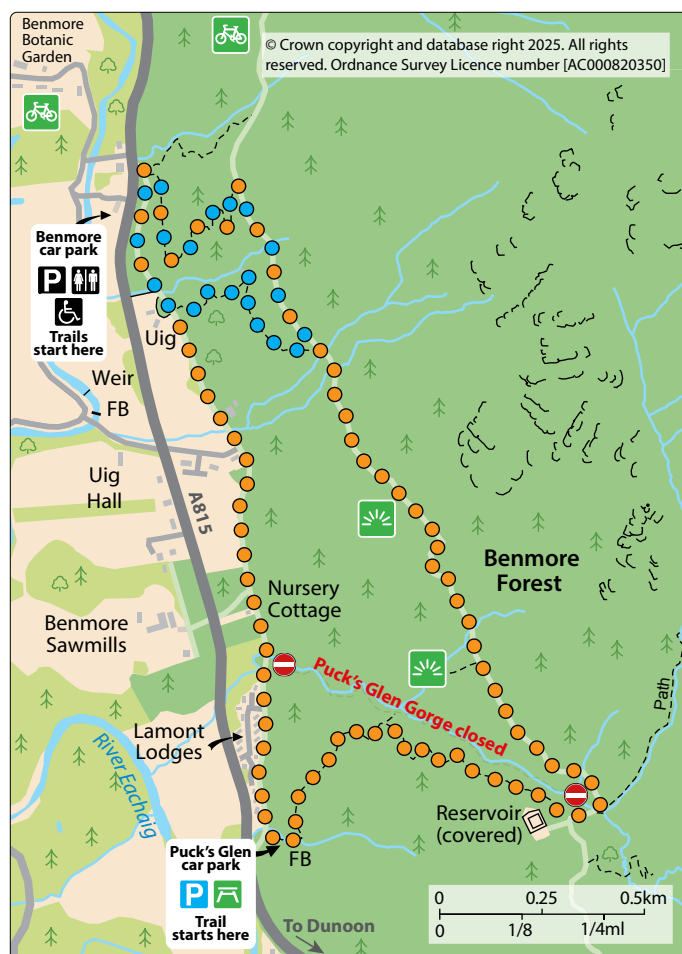 Benmore
Botanic
Garden
© Crown copyright and database right 2025. All rights
reserved. Ordnance Survey Licence number [AC000820350]
Benmore
car park
P
Trails
start here
Uig
Weir
FB
Uig
Hall
A815
Benmore
Forest
Nursery
Cottage
Benmore
Sawmills
Puck's Glen Gorge closed
Path
Lamont
Lodges
River Eachaig
Reservoir
(covered)
Puck's Glen
car park
P
Trail
starts here
FB
To Dunoon
0 0.25 0.5km
0 1/8 1/4ml